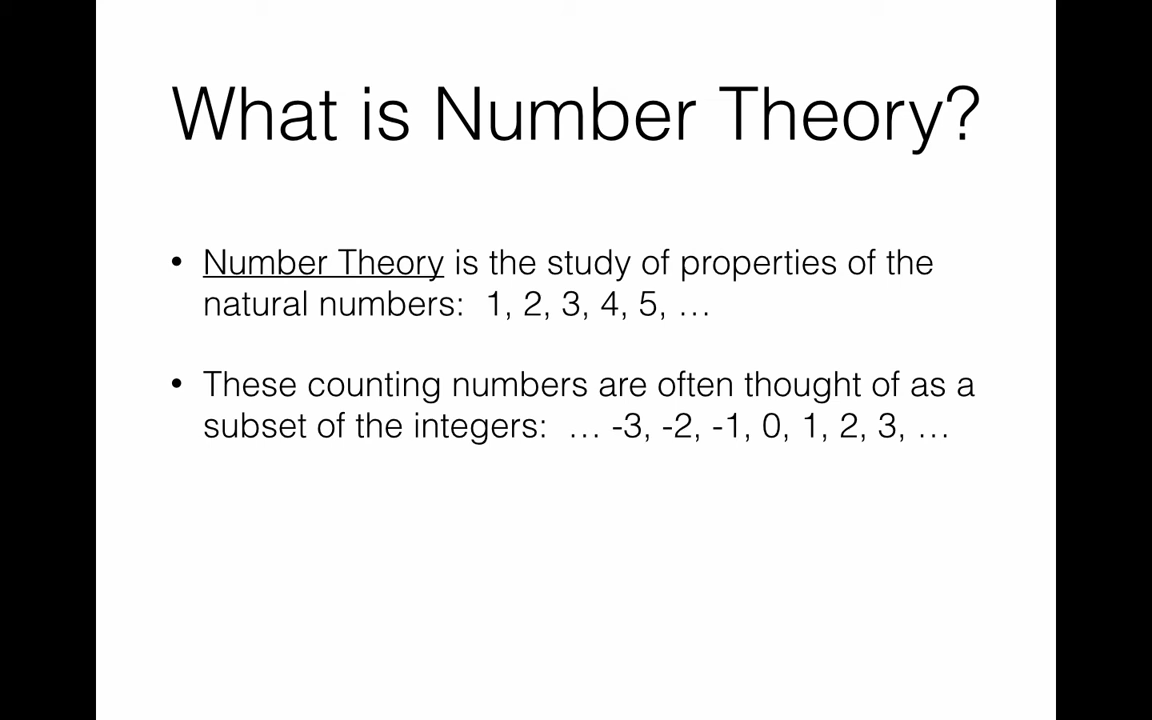 What is Number Theory?
• Number Theory is the study of properties of the
natural numbers:  1, 2, 3, 4, 5, …
• These counting numbers are often thought of as a
subset of the integers:  … -3, -2, -1, 0, 1, 2, 3, …